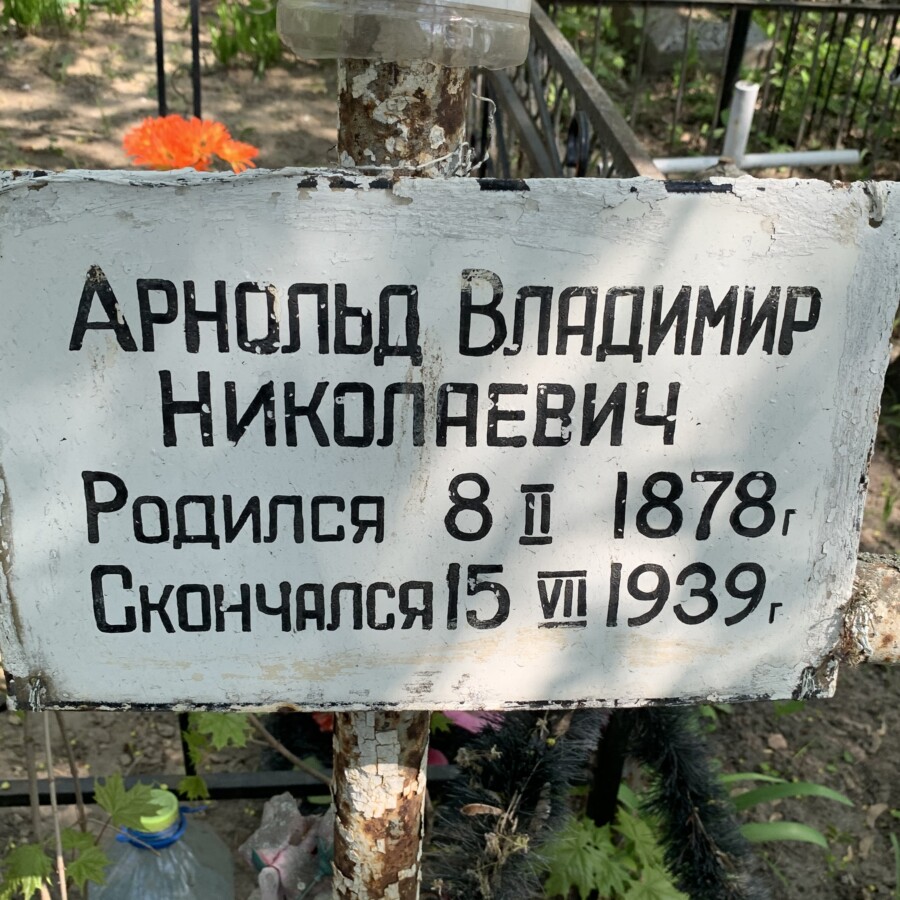 Арнольд Владимир
Николаевич
Родился 8 II 1878г
Скончался 15 VII 1939г